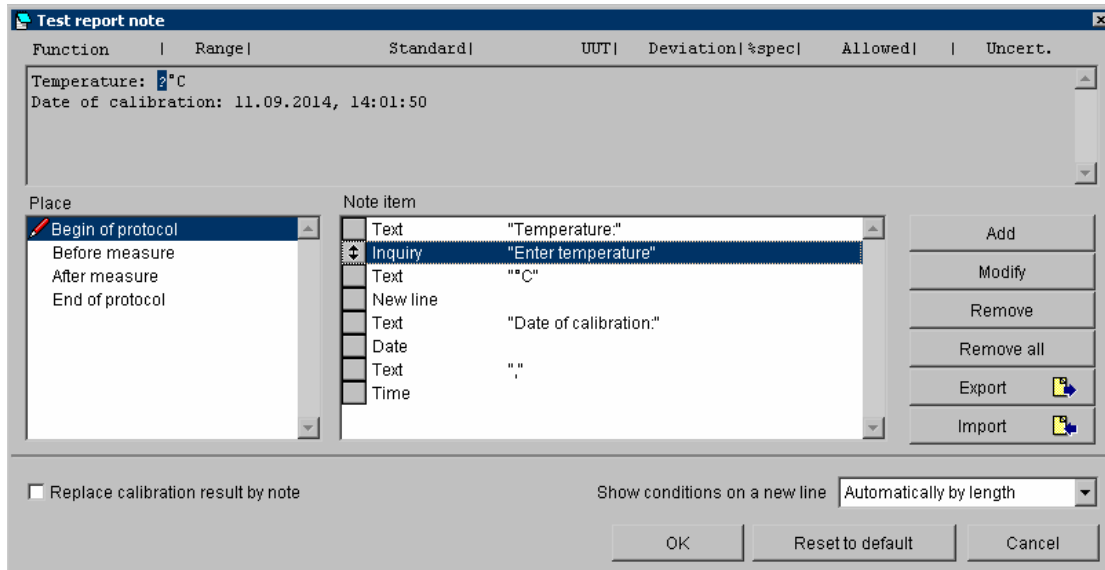 Test report note
Function | Range| Standard| UUT| Deviation|%spec| Allowed| | Uncert.
Temperature: ?°C
Date of calibration: 11.09.2014, 14:01:50
Place
Begin of protocol
Before measure
After measure
End of protocol
Note item
Text "Temperature:"
Inquiry "Enter temperature"
Text "°C"
New line
Text "Date of calibration:"
Date
Text ","
Time
Add
Modify
Remove
Remove all
Export
Import
Replace calibration result by note
Show conditions on a new line Automatically by length
OK Reset to default Cancel